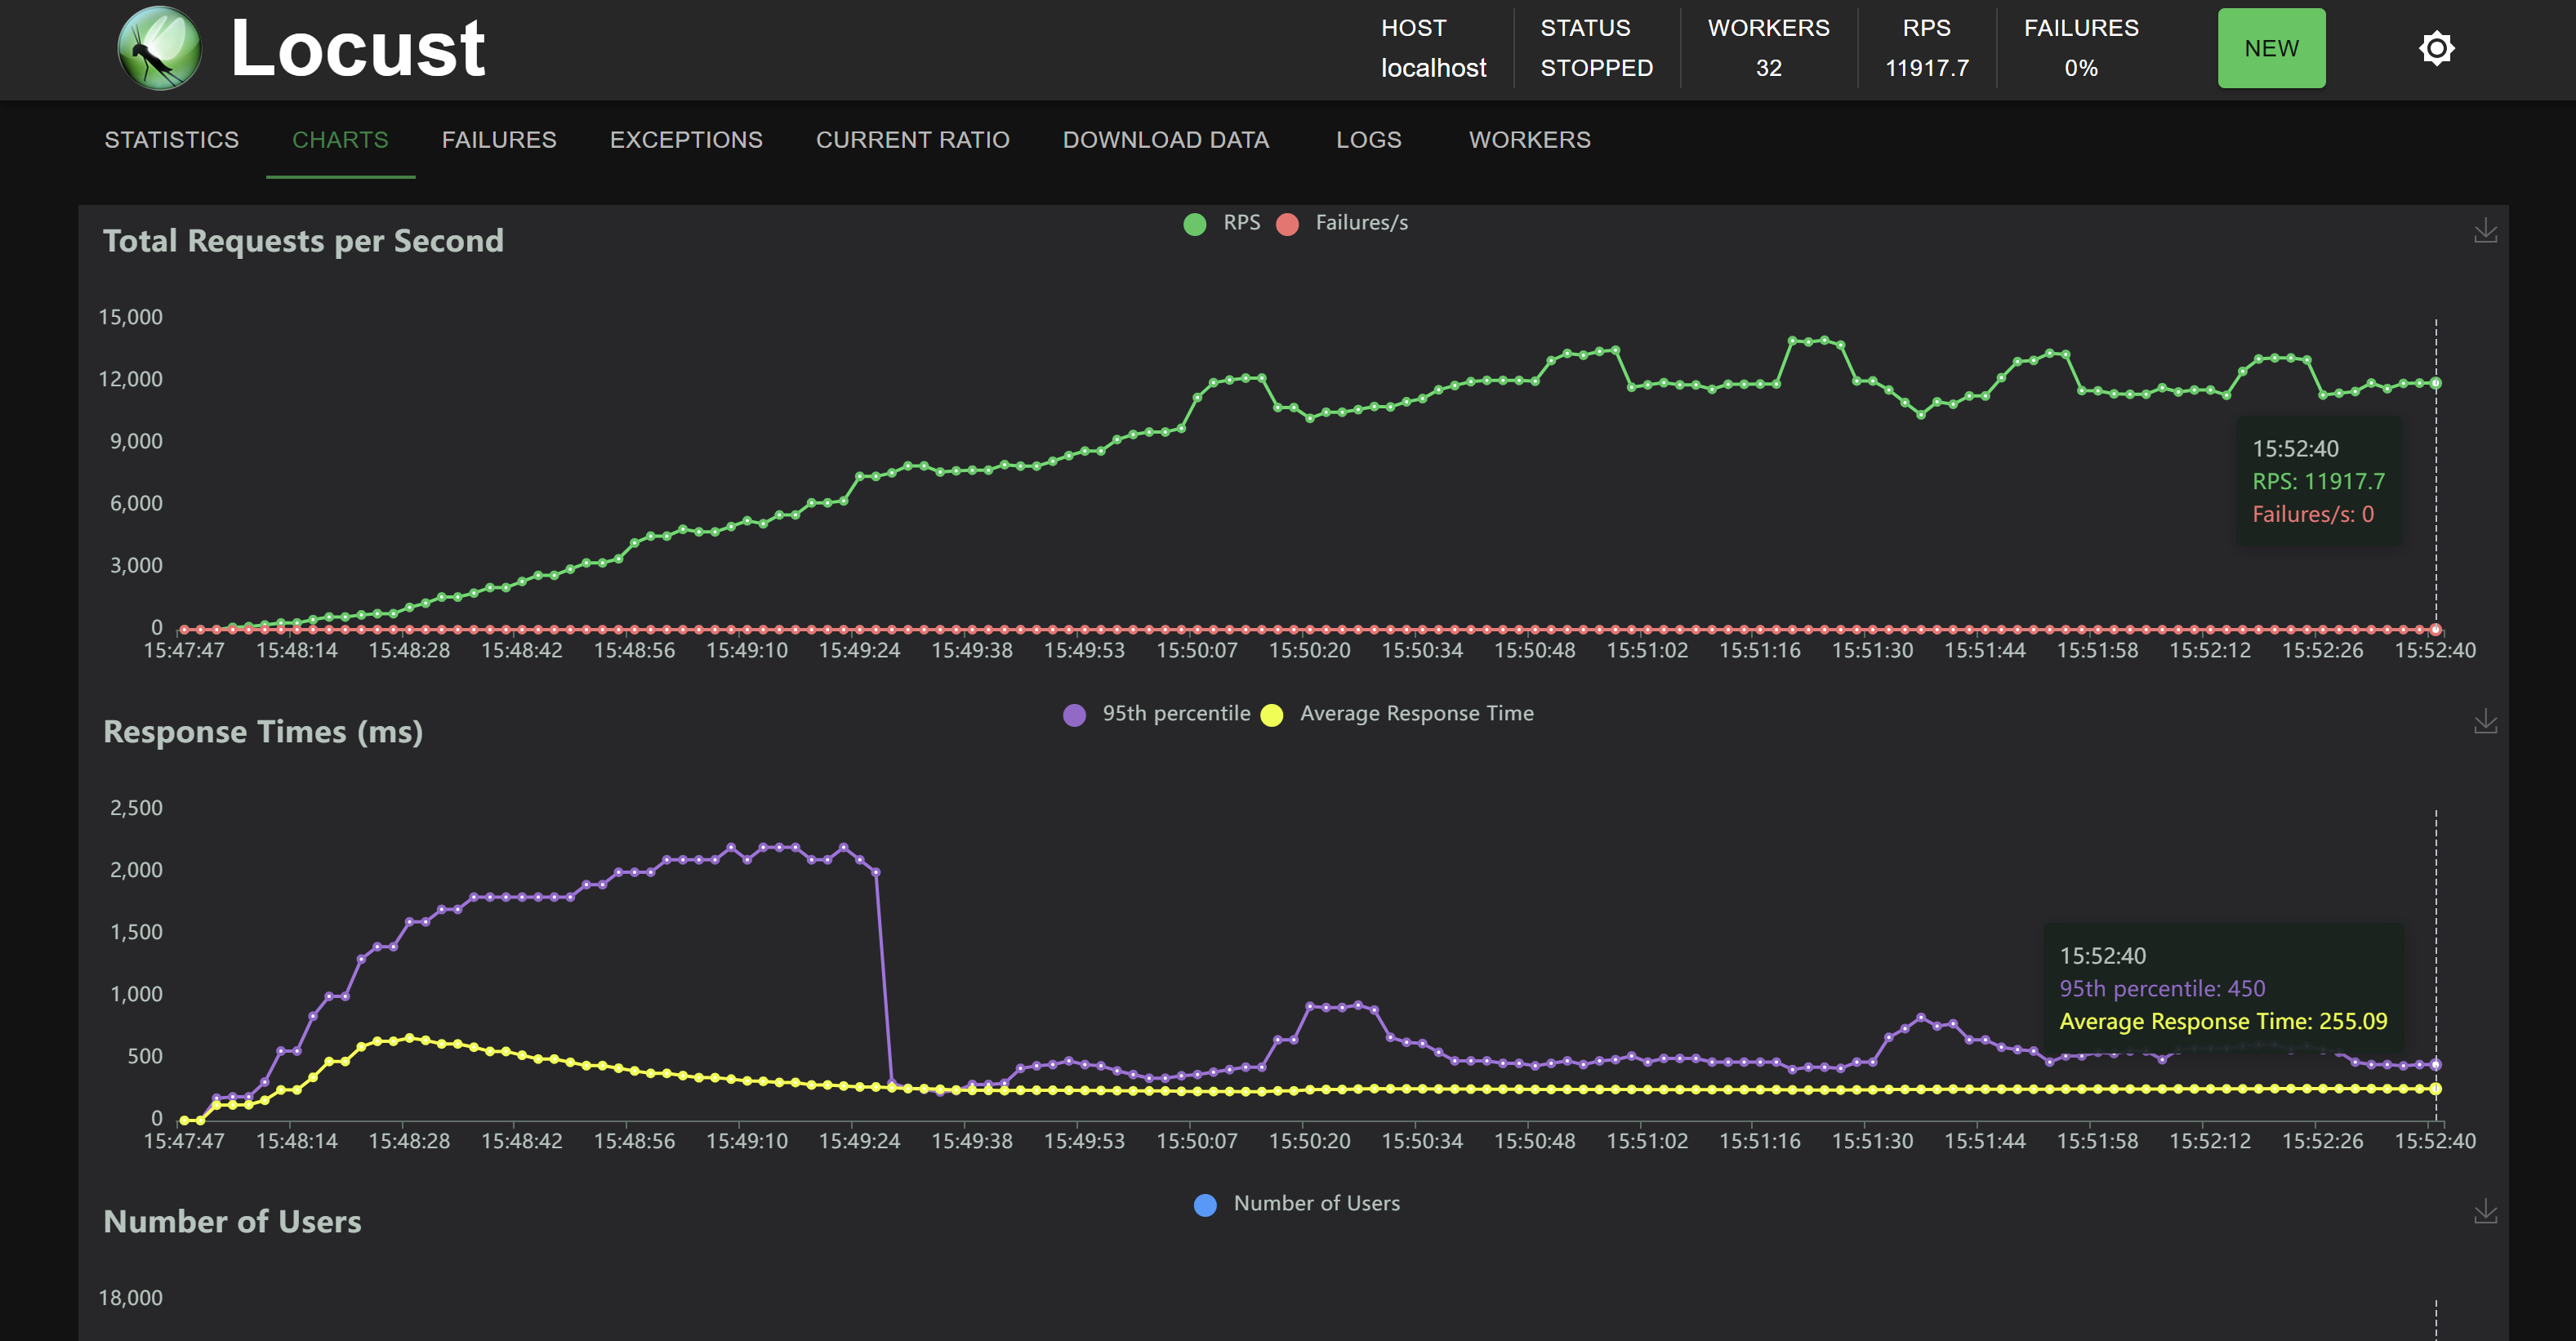 Locust
HOST
localhost
STATUS
STOPPED
WORKERS
32
RPS
11917.7
FAILURES
0%
NEW
STATISTICS CHARTS FAILURES EXCEPTIONS CURRENT RATIO DOWNLOAD DATA LOGS WORKERS
Total Requests per Second
RPS Failures/s
15,000
12,000
9,000
6,000
3,000
0
15:52:40
RPS: 11917.7
Failures/s: 0
15:47:47 15:48:14 15:48:28 15:48:42 15:48:56 15:49:10 15:49:24 15:49:38 15:49:53 15:50:07 15:50:20 15:50:34 15:50:48 15:51:02 15:51:16 15:51:30 15:51:44 15:51:58 15:52:12 15:52:26 15:52:40
Response Times (ms)
95th percentile Average Response Time
2,500
2,000
1,500
1,000
500
0
15:52:40
95th percentile: 450
Average Response Time: 255.09
15:47:47 15:48:14 15:48:28 15:48:42 15:48:56 15:49:10 15:49:24 15:49:38 15:49:53 15:50:07 15:50:20 15:50:34 15:50:48 15:51:02 15:51:16 15:51:30 15:51:44 15:51:58 15:52:12 15:52:26 15:52:40
Number of Users
Number of Users
18,000